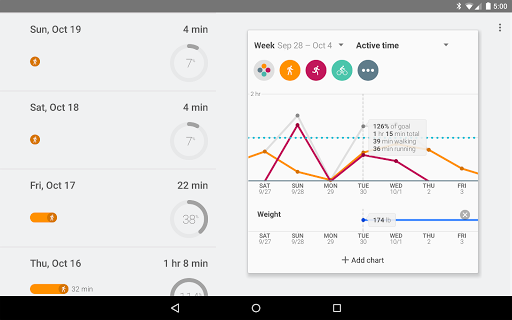 5:00
Sun, Oct 19
4 min
7°
Sat, Oct 18
4 min
7°
Fri, Oct 17
22 min
38%
Thu, Oct 16
1 hr 8 min
32 min
Week Sep 28 – Oct 4
Active time
2 hr
126% of goal
1 hr 15 min total
39 min walking
36 min running
SAT SUN MON TUE WED THU FRI
9/27 9/28 29 30 10/1 2 3
Weight
174 lb
SAT SUN MON TUE WED THU FRI
9/27 9/28 29 30 10/1 2 3
+ Add chart